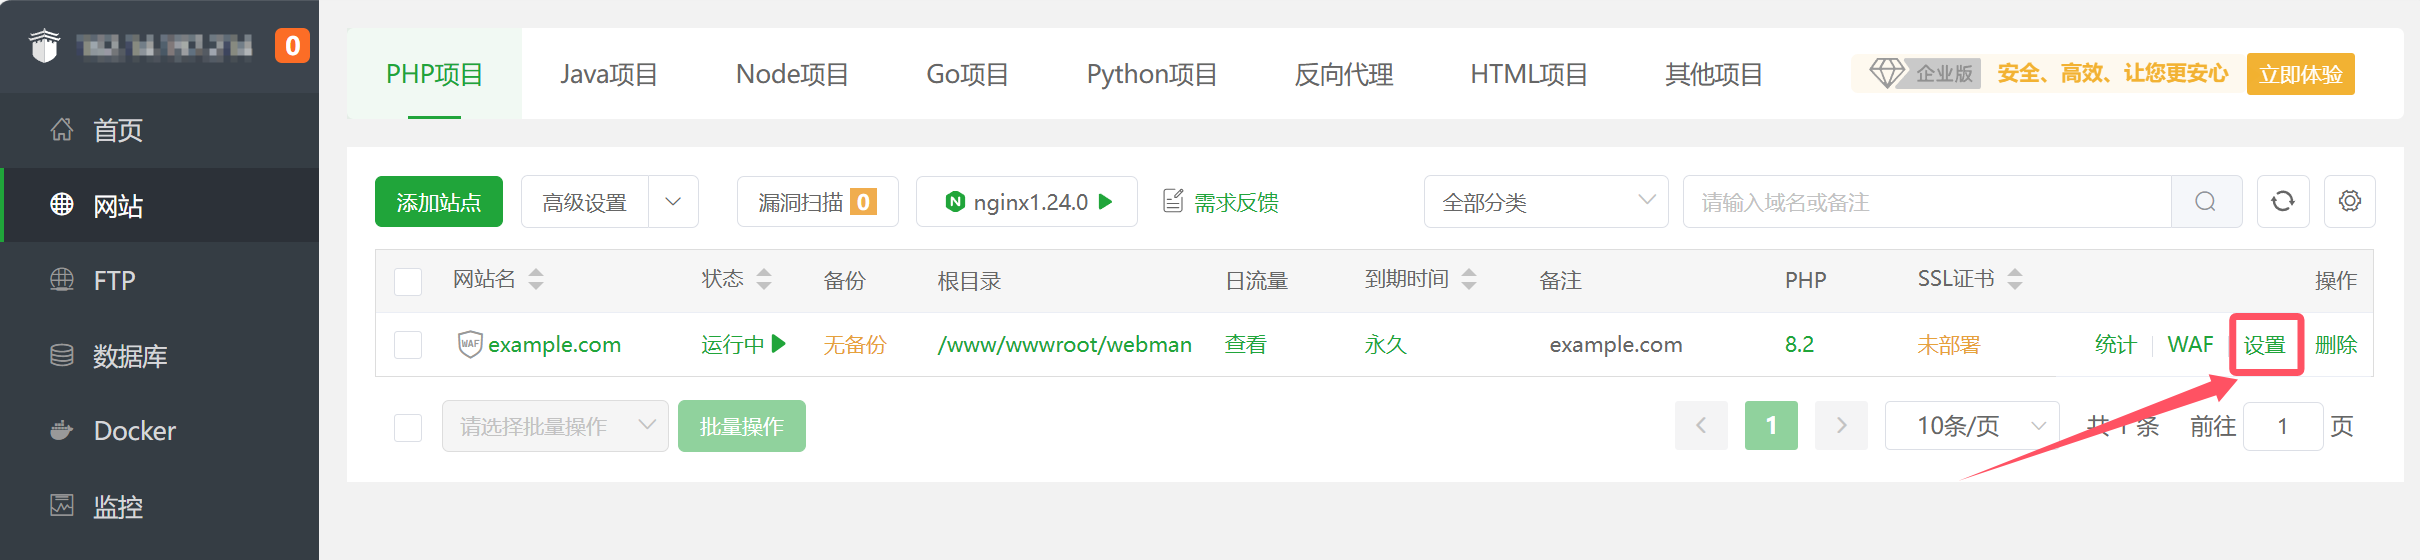 0
首页
网站
FTP
数据库
Docker
监控
PHP项目 Java项目 Node项目 Go项目 Python项目 反向代理 HTML项目 其他项目 企业版 安全、高效、让您更安心 立即体验
添加站点 高级设置 漏洞扫描 0 nginx1.24.0 需求反馈 全部分类 请输入域名或备注
网站名 状态 备份 根目录 日流量 到期时间 备注 PHP SSL证书 操作
WAF example.com 运行中 无备份 /www/wwwroot/webman 查看 永久 example.com 8.2 未部署 统计 WAF 设置 删除
请选择批量操作 批量操作 1 10条/页 共 1 条 前往 1 页